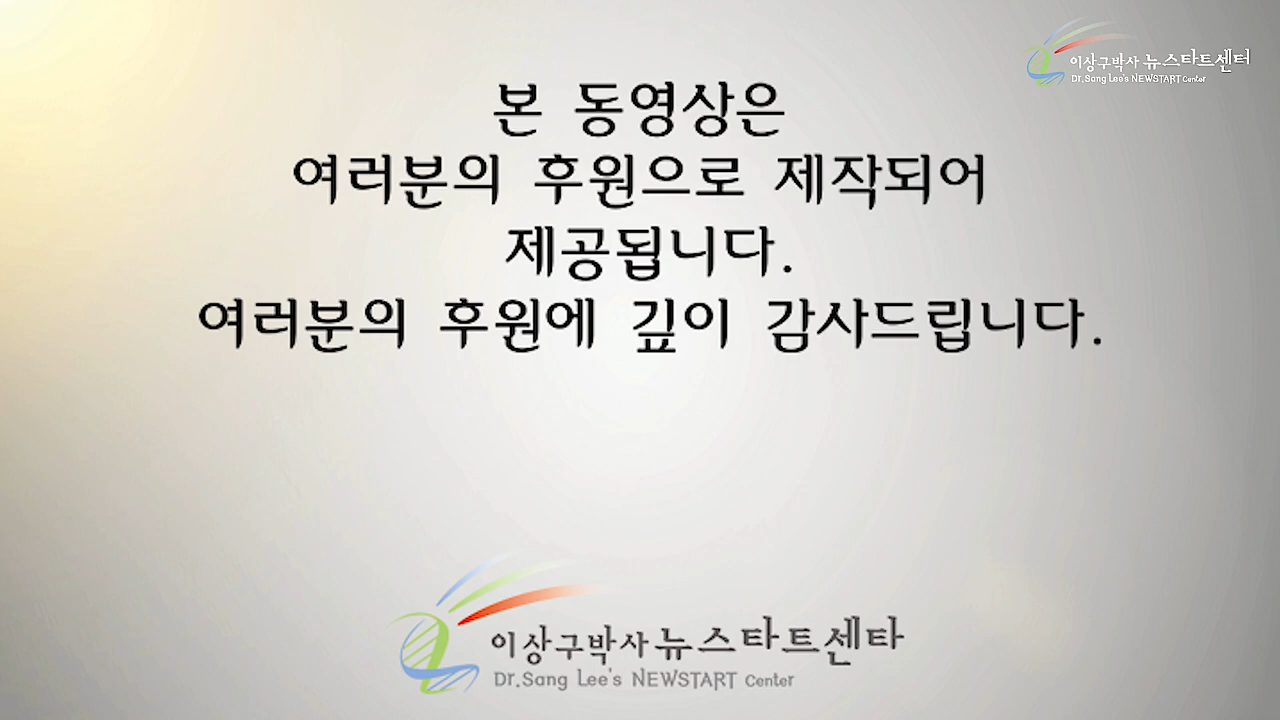 이상구박사 뉴스타트센터
Dr.Sang Lee's NEWSTART Center
본 동영상은
여러분의 후원으로 제작되어
제공됩니다.
여러분의 후원에 깊이 감사드립니다.
이상구박사 뉴스타트센타
Dr.Sang Lee's NEWSTART Center